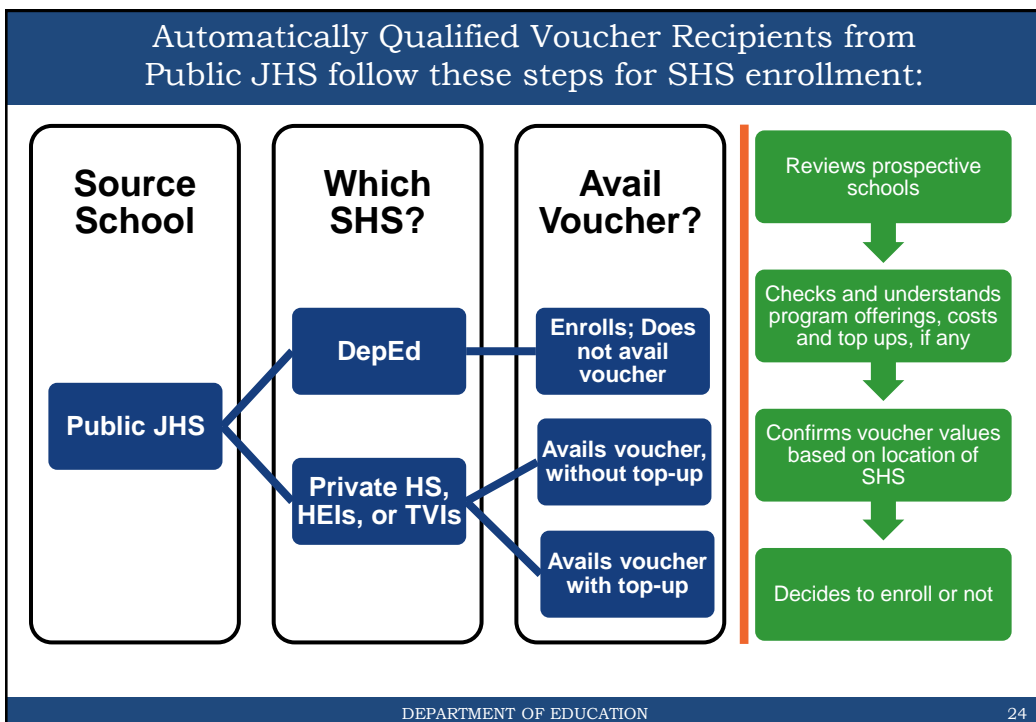 Automatically Qualified Voucher Recipients from
Public JHS follow these steps for SHS enrollment:
Source
School
Public JHS
Which
SHS?
DepEd
Private HS,
HEIs, or TVIs
Avail
Voucher?
Enrolls; Does
not avail
voucher
Avails voucher,
without top-up
Avails voucher
with top-up
Reviews prospective
schools
Checks and understands
program offerings, costs
and top ups, if any
Confirms voucher values
based on location of
SHS
Decides to enroll or not
DEPARTMENT OF EDUCATION
24